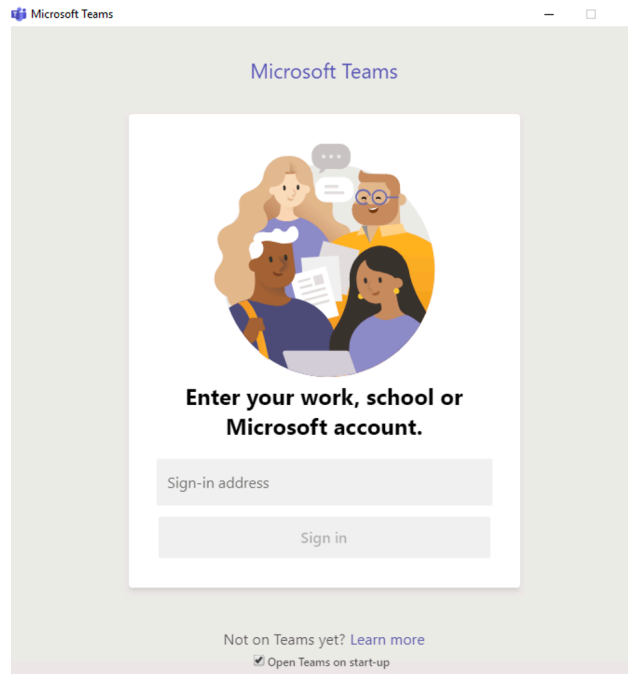 Microsoft Teams
Microsoft Teams
Enter your work, school or
Microsoft account.
Sign-in address
Sign in
Not on Teams yet? Learn more
Open Teams on start-up